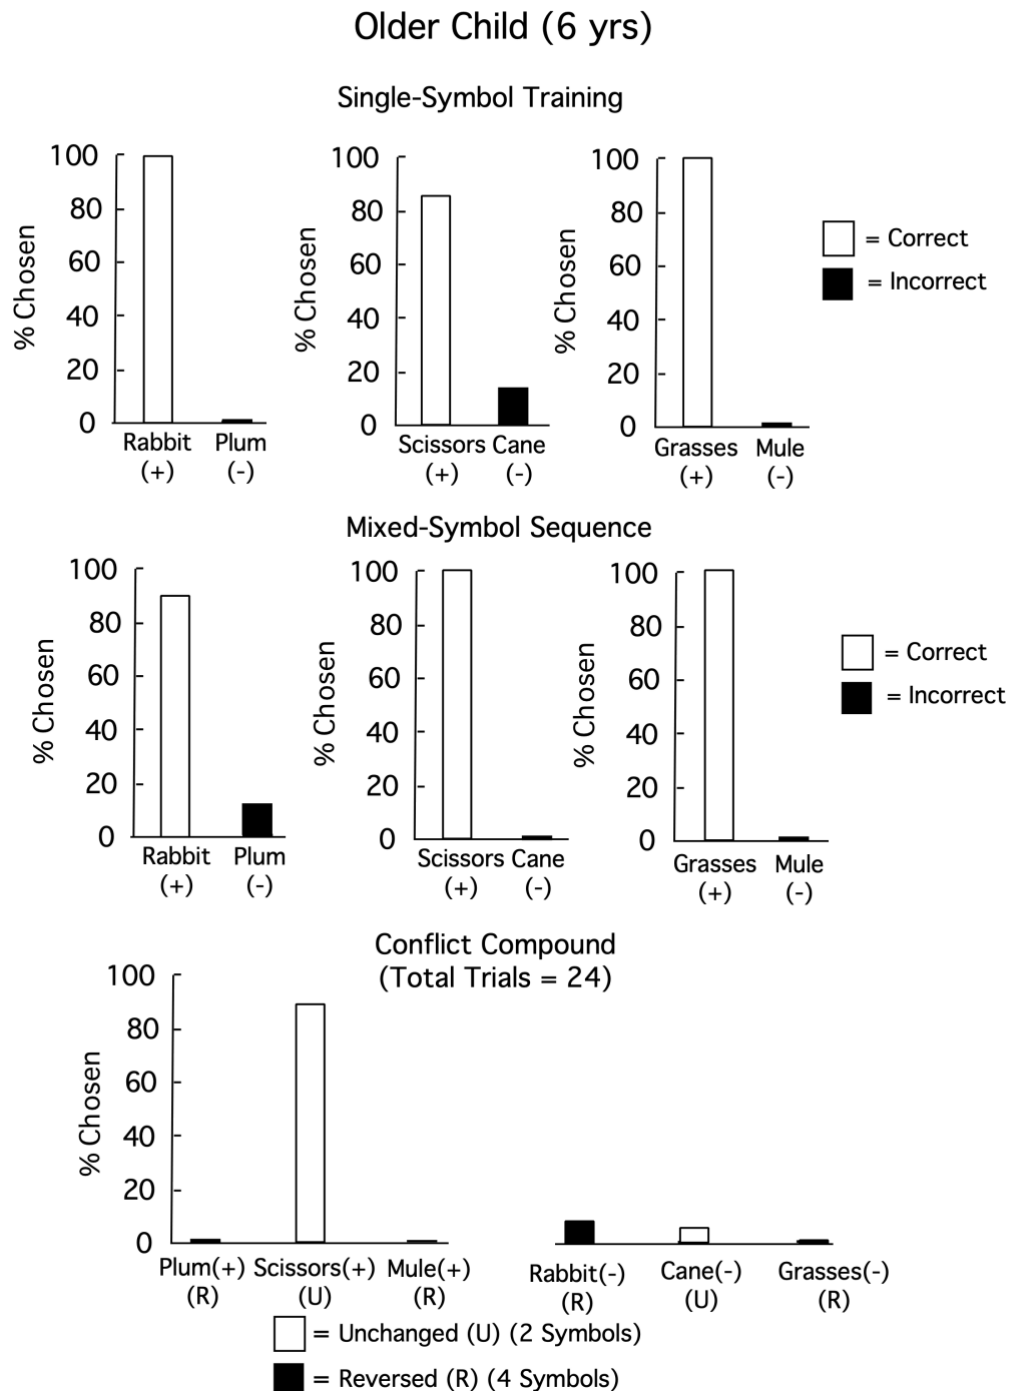 Older Child (6 yrs)
Single-Symbol Training
% Chosen
100
80
60
40
20
0
Rabbit Plum
(+) (-)
% Chosen
100
80
60
40
20
0
Scissors Cane
(+) (-)
% Chosen
100
80
60
40
20
0
Grasses Mule
(+) (-)
= Correct
= Incorrect
Mixed-Symbol Sequence
% Chosen
100
80
60
40
20
0
Rabbit Plum
(+) (-)
% Chosen
100
80
60
40
20
0
Scissors Cane
(+) (-)
% Chosen
100
80
60
40
20
0
Grasses Mule
(+) (-)
= Correct
= Incorrect
Conflict Compound
(Total Trials = 24)
% Chosen
100
80
60
40
20
0
Plum(+) Scissors(+) Mule(+)
(R) (U) (R)
Rabbit(-) Cane(-) Grasses(-)
(R) (U) (R)
= Unchanged (U) (2 Symbols)
= Reversed (R) (4 Symbols)